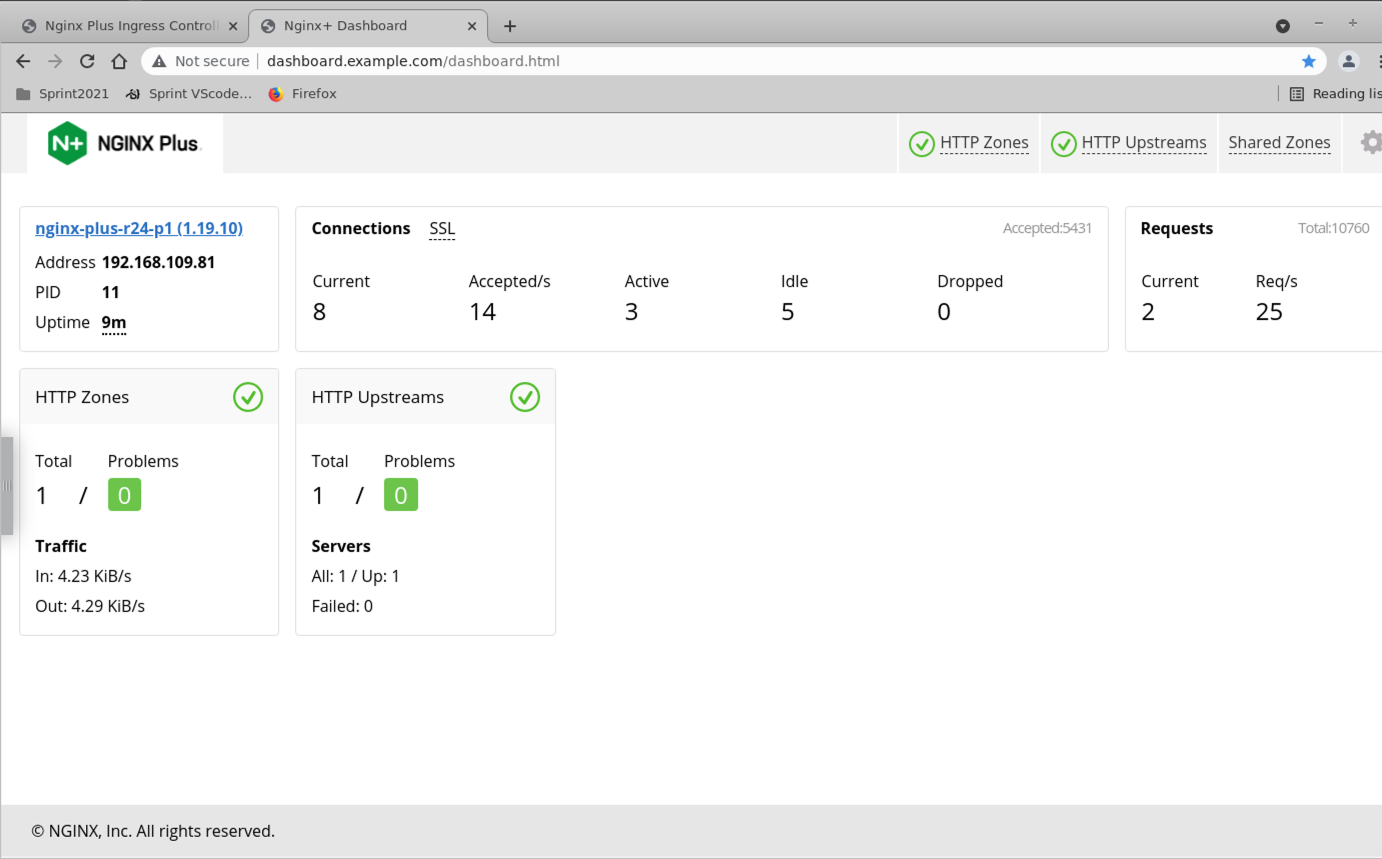 Nginx Plus Ingress Control
Nginx+ Dashboard
Not secure
dashboard.example.com/dashboard.html
Sprint2021
Sprint VScode...
Firefox
Reading
N+ NGINX Plus
HTTP Zones
HTTP Upstreams
Shared Zones
nginx-plus-r24-p1 (1.19.10)
Address 192.168.109.81
PID 11
Uptime 9m
Connections SSL Accepted:5431
Current Accepted/s Active Idle Dropped
8 14 3 5 0
Requests Total:10760
Current Req/s
2 25
HTTP Zones
Total Problems
1 / 0
Traffic
In: 4.23 KiB/s
Out: 4.29 KiB/s
HTTP Upstreams
Total Problems
1 / 0
Servers
All: 1 / Up: 1
Failed: 0
© NGINX, Inc. All rights reserved.